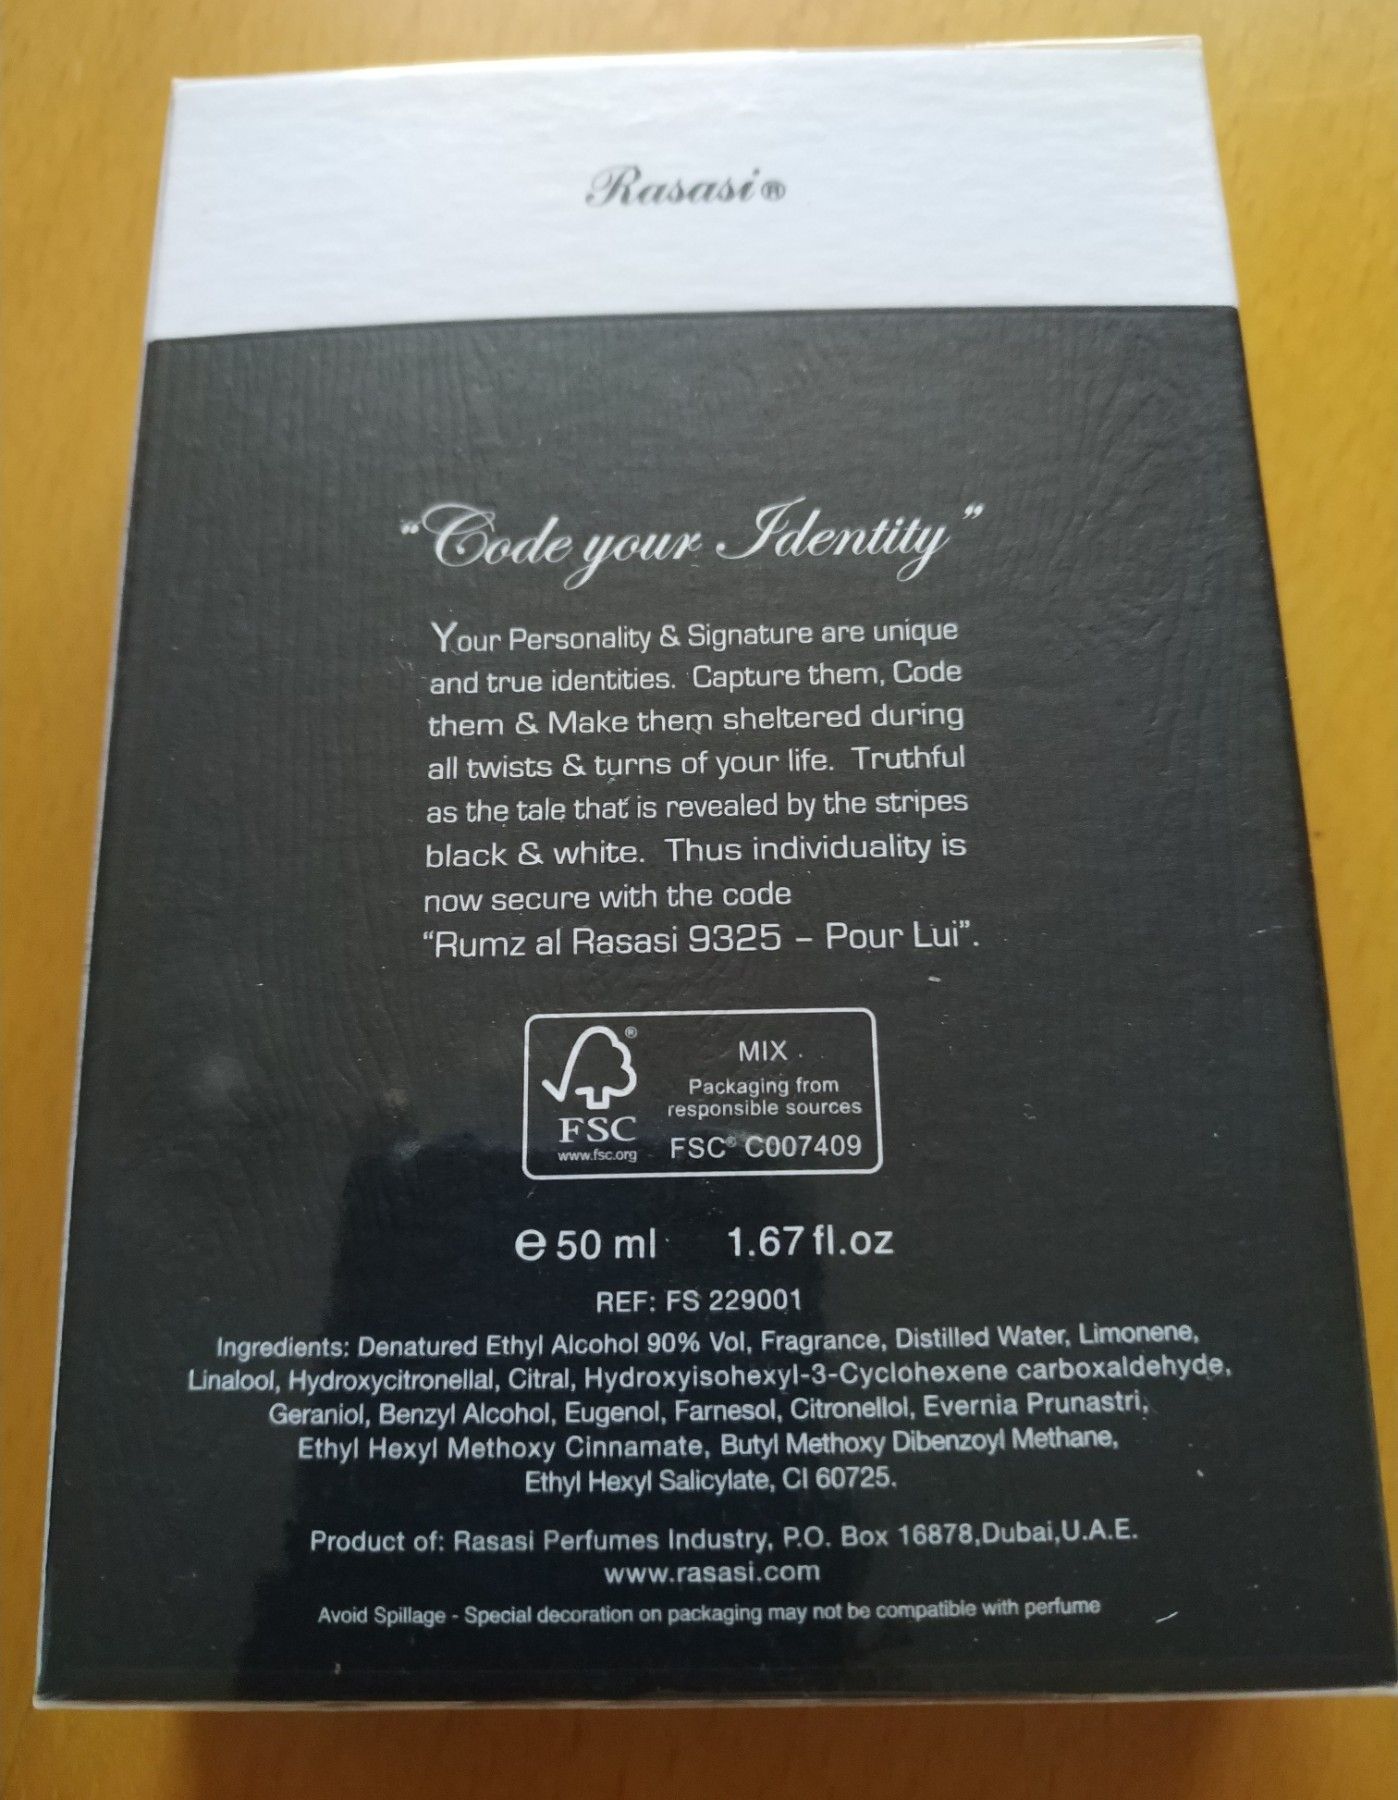 Rasasi®
“Code your Identity”
Your Personality & Signature are unique
and true identities. Capture them, Code
them & Make them sheltered during
all twists & turns of your life. Truthful
as the tale that is revealed by the stripes
black & white. Thus individuality is
now secure with the code
“Rumz al Rasasi 9325 – Pour Lui”.
®
FSC
www.fsc.org
MIX
Packaging from
responsible sources
FSC® C007409
℮ 50 ml 1.67 fl.oz
REF: FS 229001
Ingredients: Denatured Ethyl Alcohol 90% Vol, Fragrance, Distilled Water, Limonene,
Linalool, Hydroxycitronellal, Citral, Hydroxyisohexyl-3-Cyclohexene carboxaldehyde,
Geraniol, Benzyl Alcohol, Eugenol, Farnesol, Citronellol, Evernia Prunastri,
Ethyl Hexyl Methoxy Cinnamate, Butyl Methoxy Dibenzoyl Methane,
Ethyl Hexyl Salicylate, CI 60725.
Product of: Rasasi Perfumes Industry, P.O. Box 16878,Dubai,U.A.E.
www.rasasi.com
Avoid Spillage - Special decoration on packaging may not be compatible with perfume